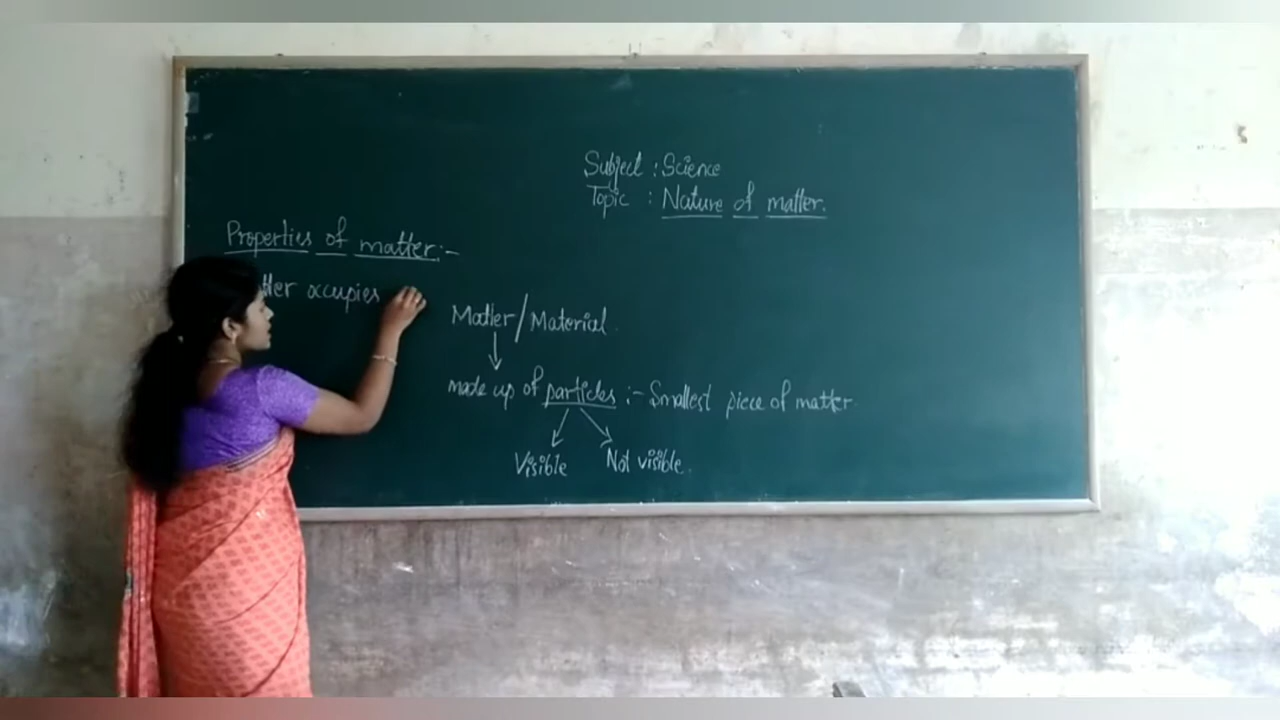 Subject : Science
Topic : Nature of matter.
Properties of matter:-
tter occupies
Matter/Material.
made up of particles :- Smallest piece of matter.
Visible Not visible.